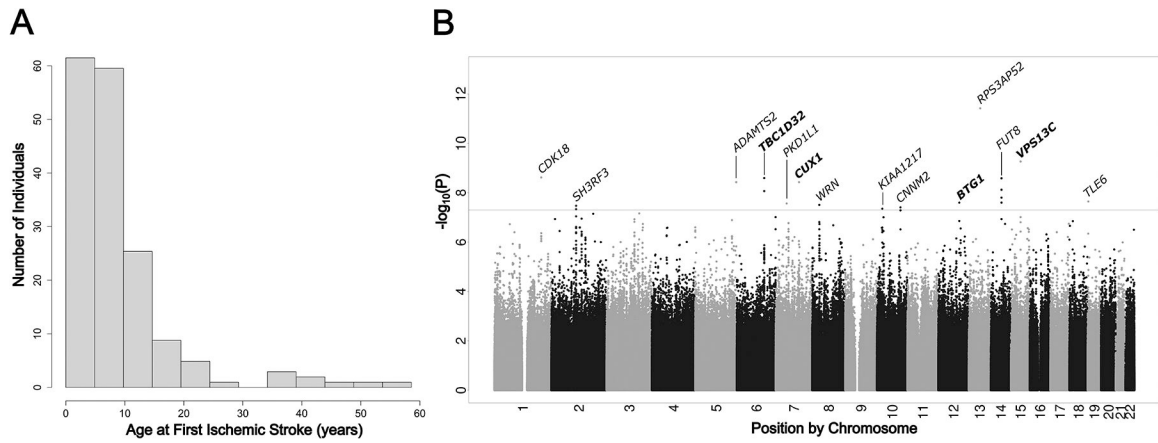 A
Number of Individuals
60
50
40
30
20
10
0
0 10 20 30 40 50 60
Age at First Ischemic Stroke (years)
B
-log10(P)
12
10
8
6
4
2
0
CDK18
SH3RF3
ADAMTS2
TBC1D32
PKD1L1
CUX1
WRN
KIAA1217
CNNM2
BTG1
RPS3AP52
FUT8
VPS13C
TLE6
1 2 3 4 5 6 7 8 9 10 11 12 13 14 15 16 17 18 19 20 21 22
Position by Chromosome